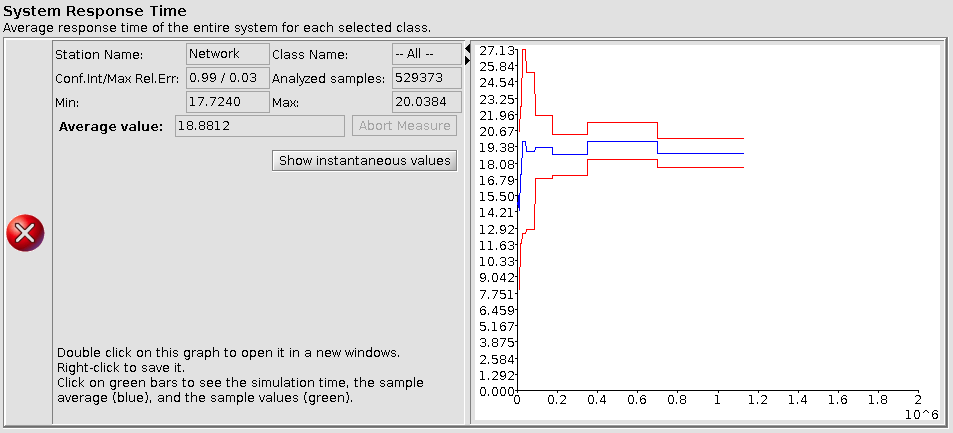 System Response Time
Average response time of the entire system for each selected class.
Station Name: Network Class Name: -- All --
Conf.Int/Max Rel.Err: 0.99 / 0.03 Analyzed samples: 529373
Min: 17.7240 Max: 20.0384
Average value: 18.8812 Abort Measure
Show instantaneous values
Double click on this graph to open it in a new windows.
Right-click to save it.
Click on green bars to see the simulation time, the sample
average (blue), and the sample values (green).
27.13
25.84
24.54
23.25
21.96
20.67
19.38
18.08
16.79
15.50
14.21
12.92
11.63
10.33
9.042
7.751
6.459
5.167
3.875
2.584
1.292
0.000
0 0.2 0.4 0.6 0.8 1 1.2 1.4 1.6 1.8 2
10^6